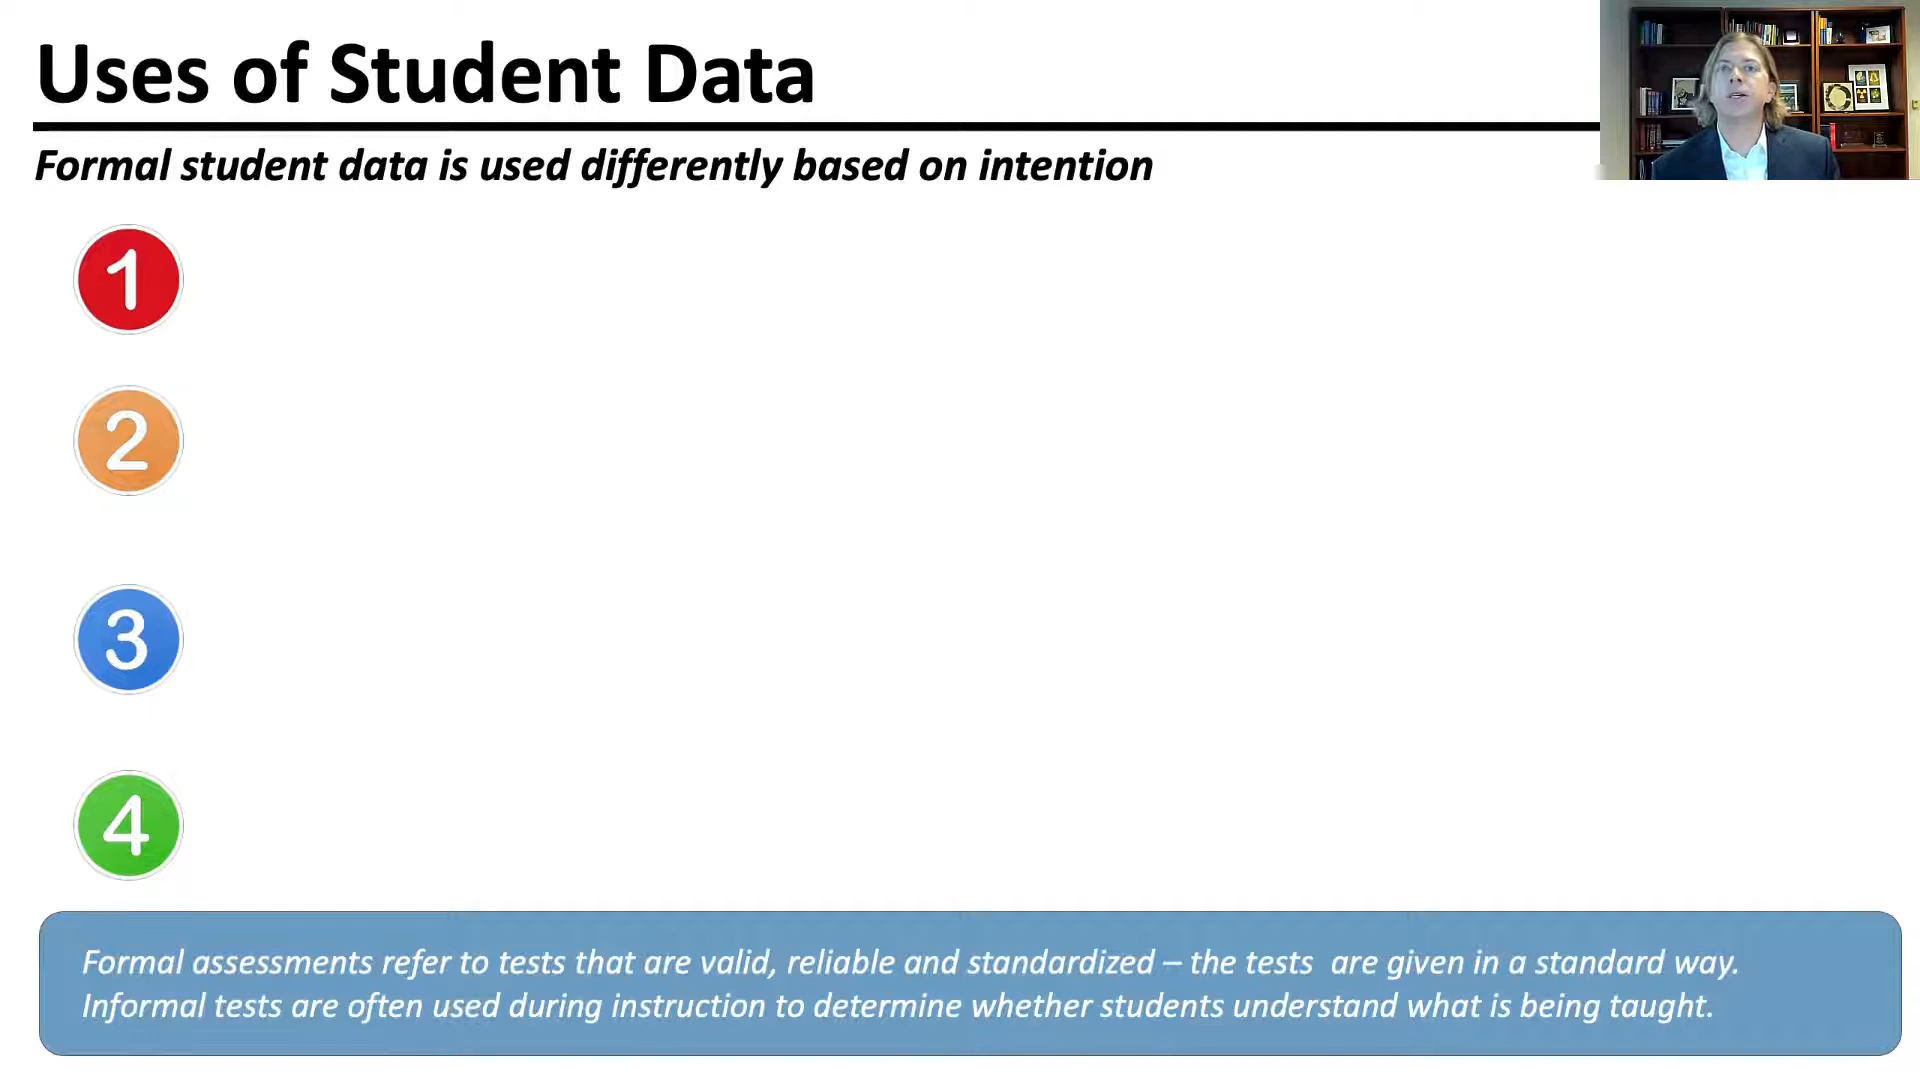 Uses of Student Data
Formal student data is used differently based on intention
1
2
3
4
Formal assessments refer to tests that are valid, reliable and standardized – the tests  are given in a standard way.
Informal tests are often used during instruction to determine whether students understand what is being taught.